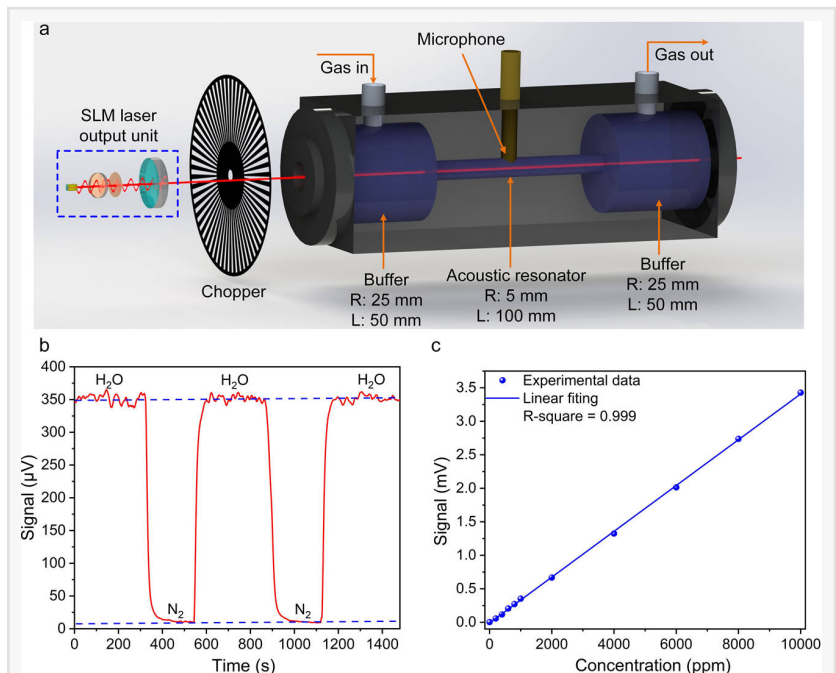 a
Microphone
Gas in
Gas out
SLM laser
output unit
Chopper
Buffer
R: 25 mm
L: 50 mm
Acoustic resonator
R: 5 mm
L: 100 mm
Buffer
R: 25 mm
L: 50 mm
b
400
350
300
250
200
150
100
50
0
Signal (µV)
H₂O
H₂O
H₂O
N₂
N₂
0 200 400 600 800 1000 1200 1400
Time (s)
c
Experimental data
Linear fitting
R-square = 0.999
3.5
3.0
2.5
2.0
1.5
1.0
0.5
0.0
Signal (mV)
0 2000 4000 6000 8000 10000
Concentration (ppm)